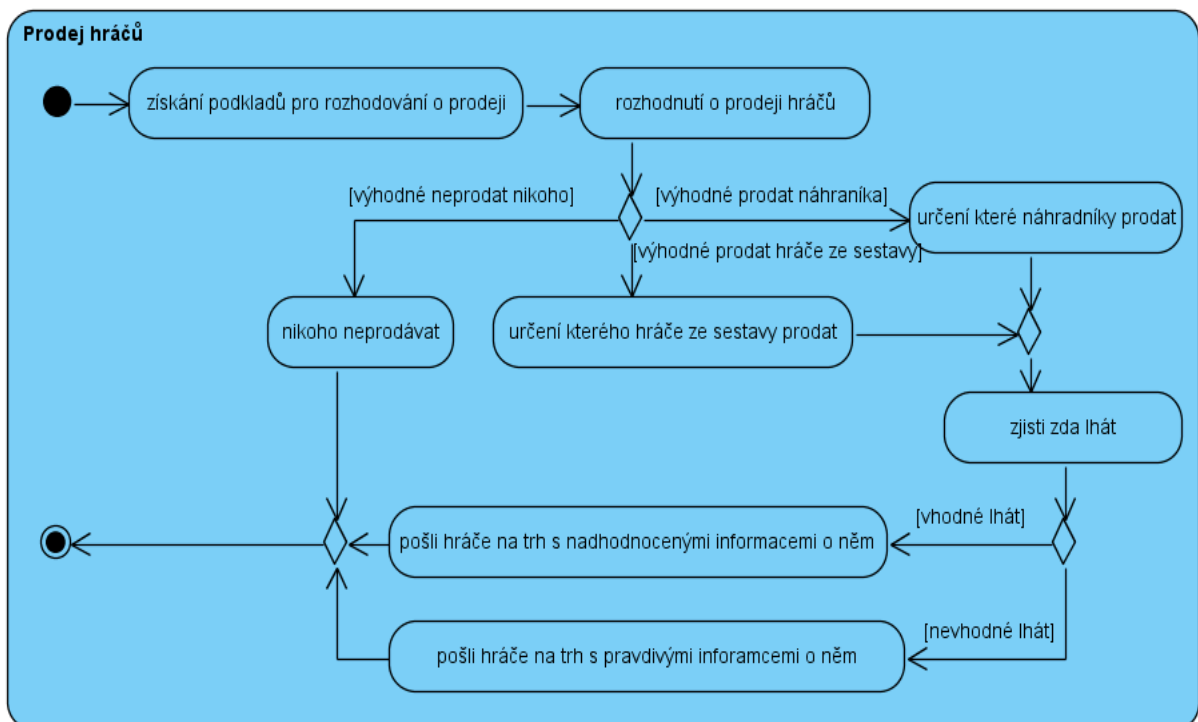 Prodej hráčů
získání podkladů pro rozhodování o prodeji
rozhodnutí o prodeji hráčů
[výhodné neprodat nikoho]
[výhodné prodat náhraníka]
určení které náhradníky prodat
[výhodné prodat hráče ze sestavy]
nikoho neprodávat
určení kterého hráče ze sestavy prodat
zjisti zda lhát
[vhodné lhát]
pošli hráče na trh s nadhodnocenými informacemi o něm
[nevhodné lhát]
pošli hráče na trh s pravdivými inforamcemi o něm